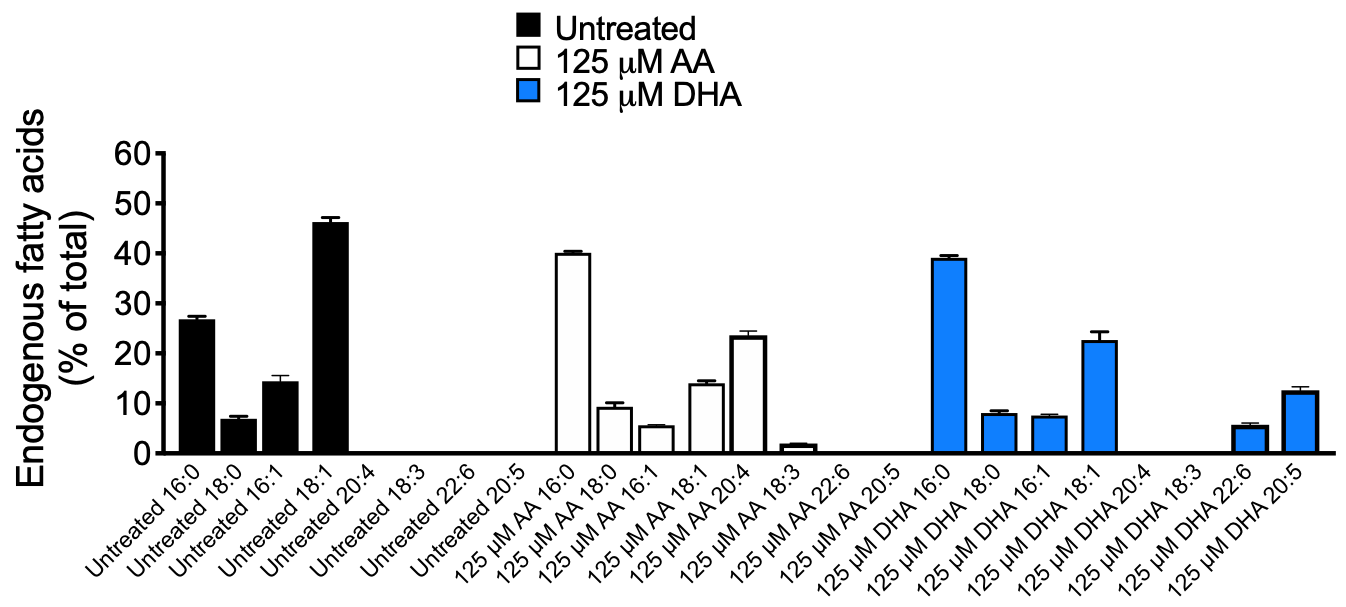 Untreated
125 μM AA
125 μM DHA
Endogenous fatty acids
(% of total)
60
50
40
30
20
10
0
Untreated 16:0
Untreated 18:0
Untreated 16:1
Untreated 18:1
Untreated 20:4
Untreated 18:3
Untreated 22:6
Untreated 20:5
125 μM AA 16:0
125 μM AA 18:0
125 μM AA 16:1
125 μM AA 18:1
125 μM AA 20:4
125 μM AA 18:3
125 μM AA 22:6
125 μM AA 20:5
125 μM DHA 16:0
125 μM DHA 18:0
125 μM DHA 16:1
125 μM DHA 18:1
125 μM DHA 20:4
125 μM DHA 18:3
125 μM DHA 22:6
125 μM DHA 20:5